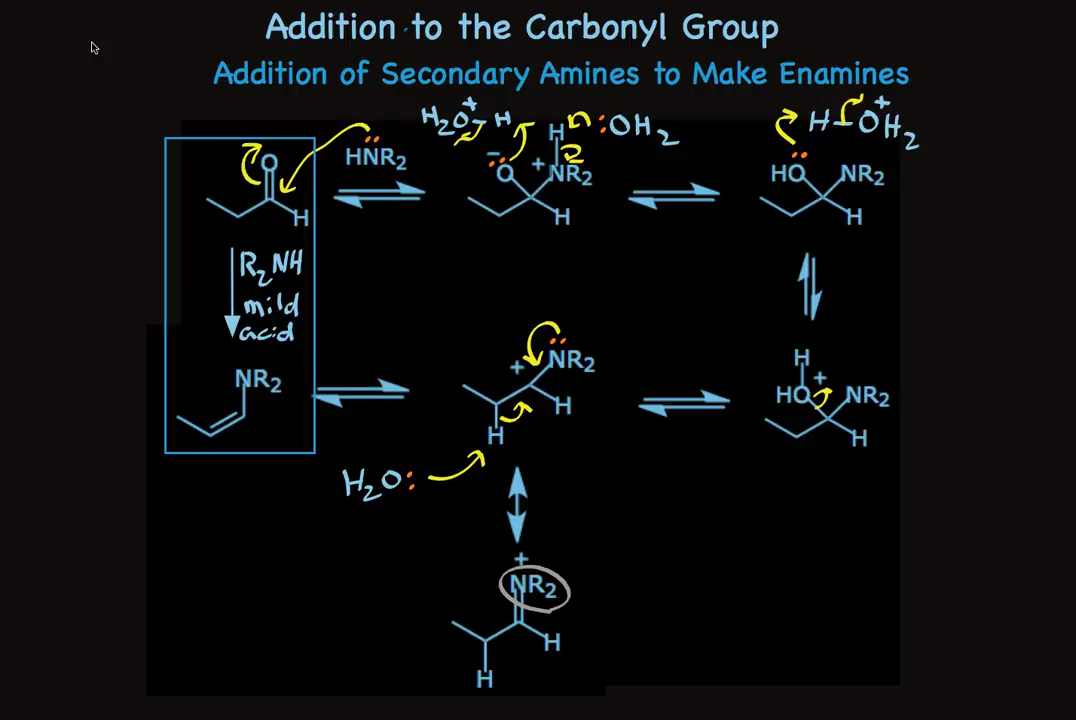 Addition to the Carbonyl Group
Addition of Secondary Amines to Make Enamines
H₂O⁺-H
H :OH₂
H-O⁺H₂
O
HNR₂
⁻:O
+NR₂
HO
NR₂
H
H
H
R₂NH
mild
acid
NR₂
+
NR₂
H
H
H
+
HO
NR₂
H
H₂O:
+
NR₂
H
H